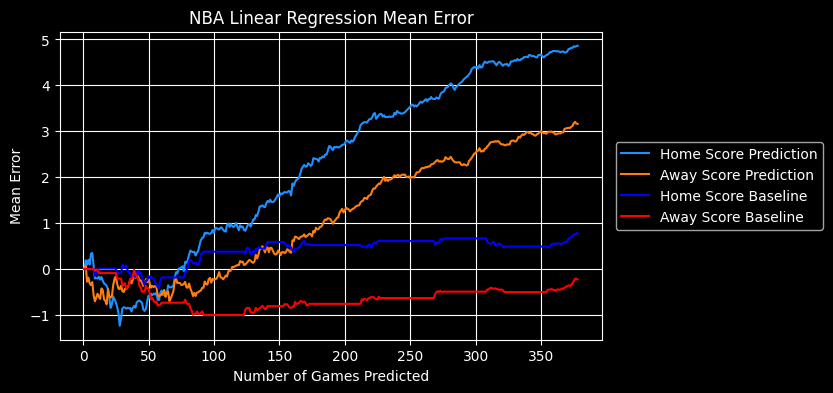 NBA Linear Regression Mean Error
5
4
3
2
1
0
−1
Mean Error
0 50 100 150 200 250 300 350
Number of Games Predicted
Home Score Prediction
Away Score Prediction
Home Score Baseline
Away Score Baseline